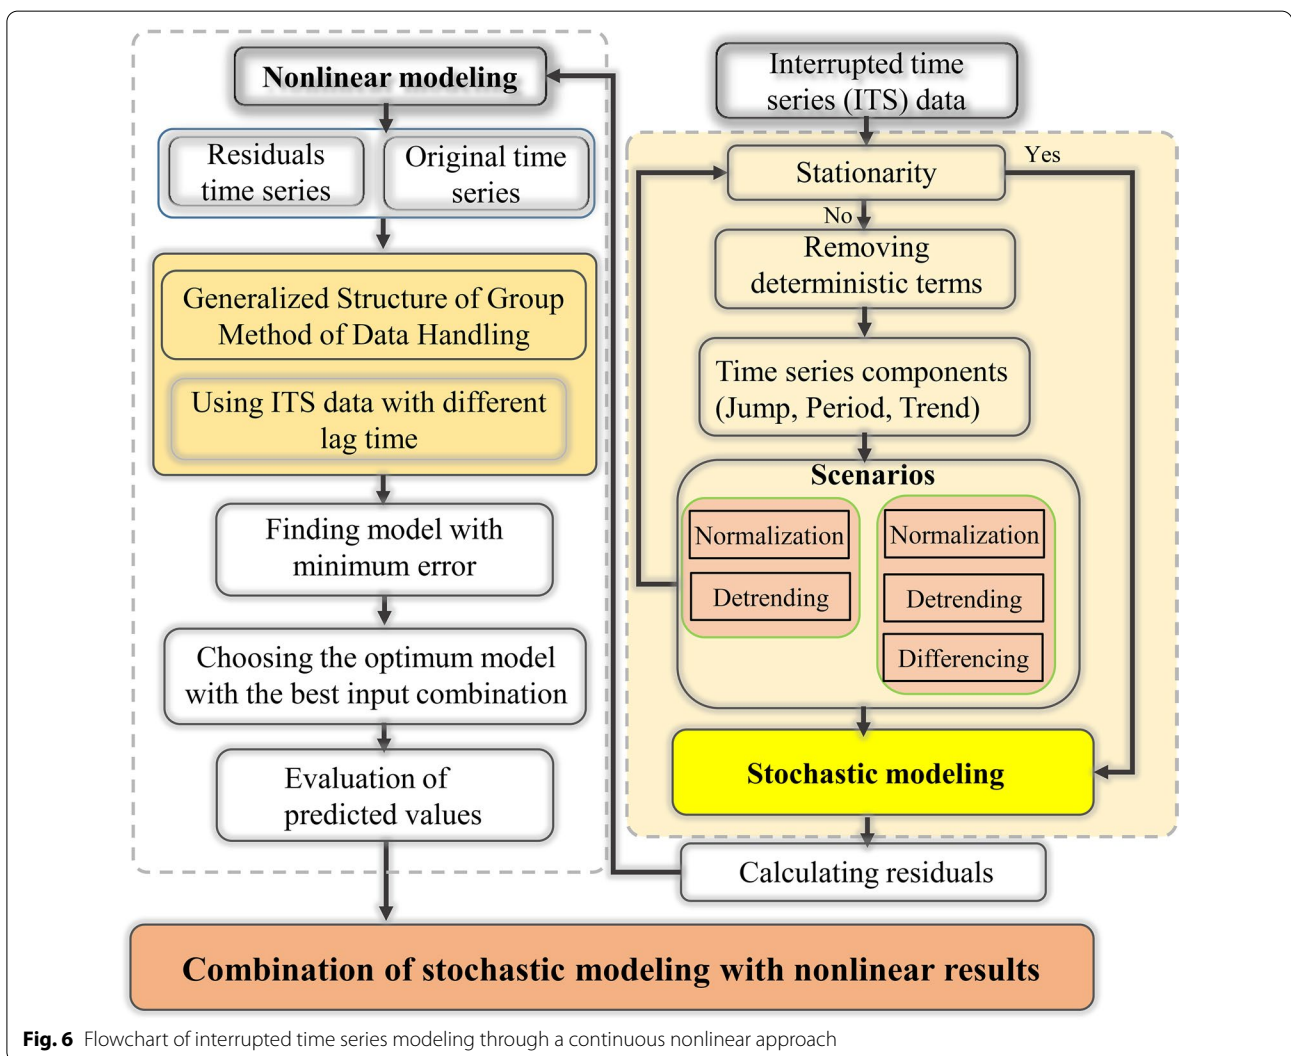 Nonlinear modeling
Residuals
time series
Original time
series
Generalized Structure of Group
Method of Data Handling
Using ITS data with different
lag time
Finding model with
minimum error
Choosing the optimum model
with the best input combination
Evaluation of
predicted values
Interrupted time
series (ITS) data
Stationarity
Yes
No
Removing
deterministic terms
Time series components
(Jump, Period, Trend)
Scenarios
Normalization
Detrending
Normalization
Detrending
Differencing
Stochastic modeling
Calculating residuals
Combination of stochastic modeling with nonlinear results
Fig. 6 Flowchart of interrupted time series modeling through a continuous nonlinear approach